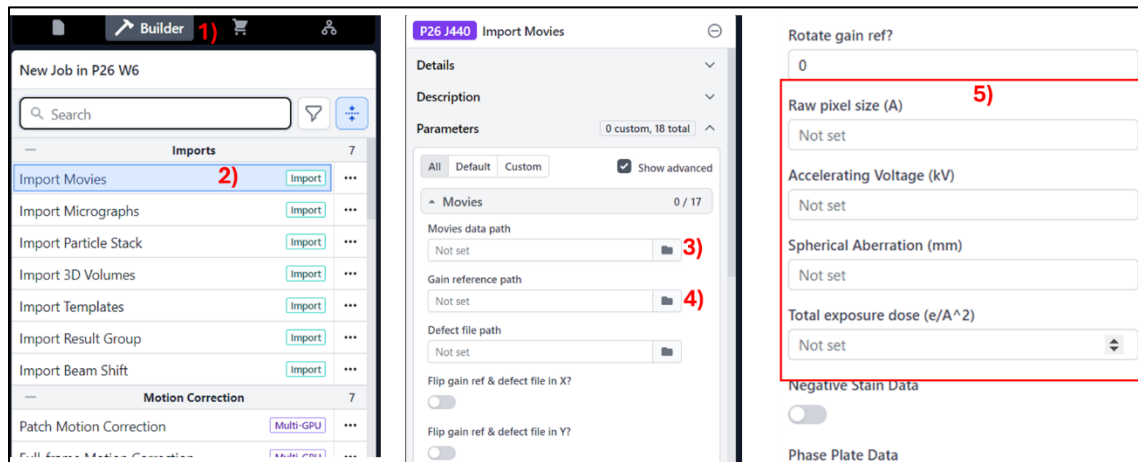 Builder
1)
New Job in P26 W6
Search
Imports 7
Import Movies 2) Import
Import Micrographs Import
Import Particle Stack Import
Import 3D Volumes Import
Import Templates Import
Import Result Group Import
Import Beam Shift Import
Motion Correction 7
Patch Motion Correction Multi-GPU
Full-frame Motion Correction Multi-GPU
P26 J440 Import Movies
Details
Description
Parameters 0 custom, 18 total
All Default Custom Show advanced
Movies 0 / 17
Movies data path
Not set 3)
Gain reference path
Not set 4)
Defect file path
Not set
Flip gain ref & defect file in X?
Flip gain ref & defect file in Y?
Rotate gain ref?
0
5)
Raw pixel size (A)
Not set
Accelerating Voltage (kV)
Not set
Spherical Aberration (mm)
Not set
Total exposure dose (e/A^2)
Not set
Negative Stain Data
Phase Plate Data